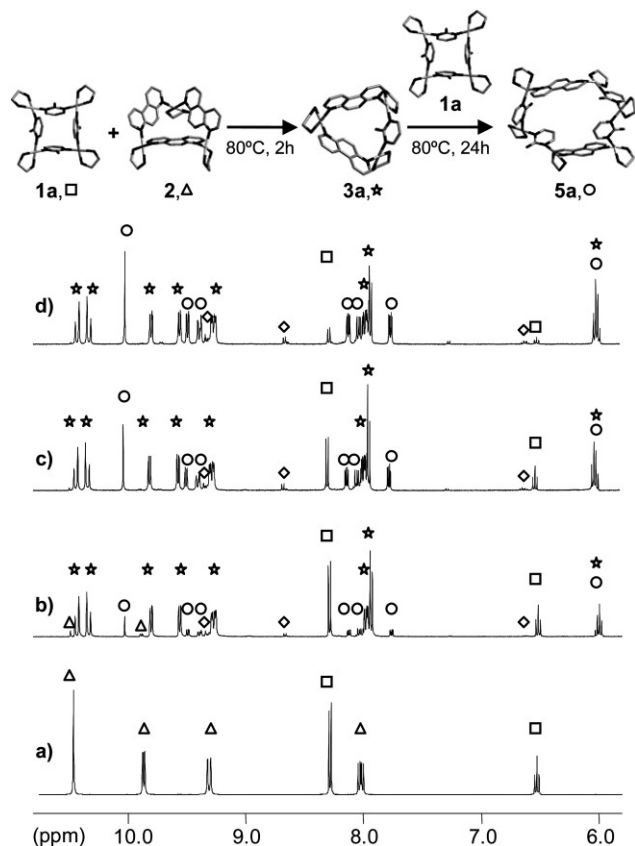 1a
+
80ºC, 2h
80ºC, 24h
1a,□
2,△
3a,☆
5a,○
d)
c)
b)
a)
(ppm)
10.0
9.0
8.0
7.0
6.0